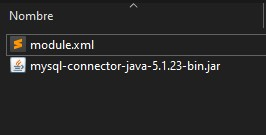 Nombre
module.xml
mysql-connector-java-5.1.23-bin.jar